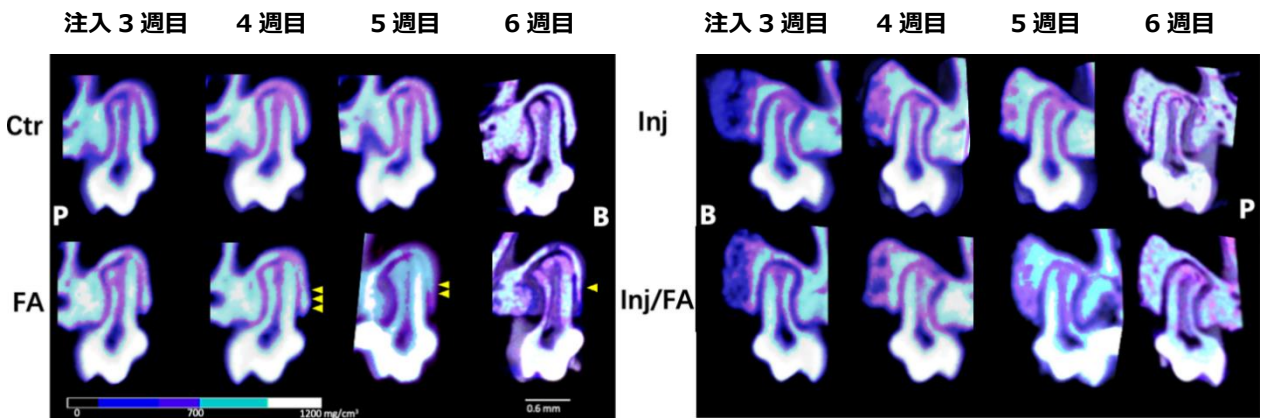 注入 3 週目 4 週目 5 週目 6 週目
注入 3 週目 4 週目 5 週目 6 週目
Ctr
Inj
P B
B P
FA
Inj/FA
0 700 1200 mg/cm³
0.6 mm